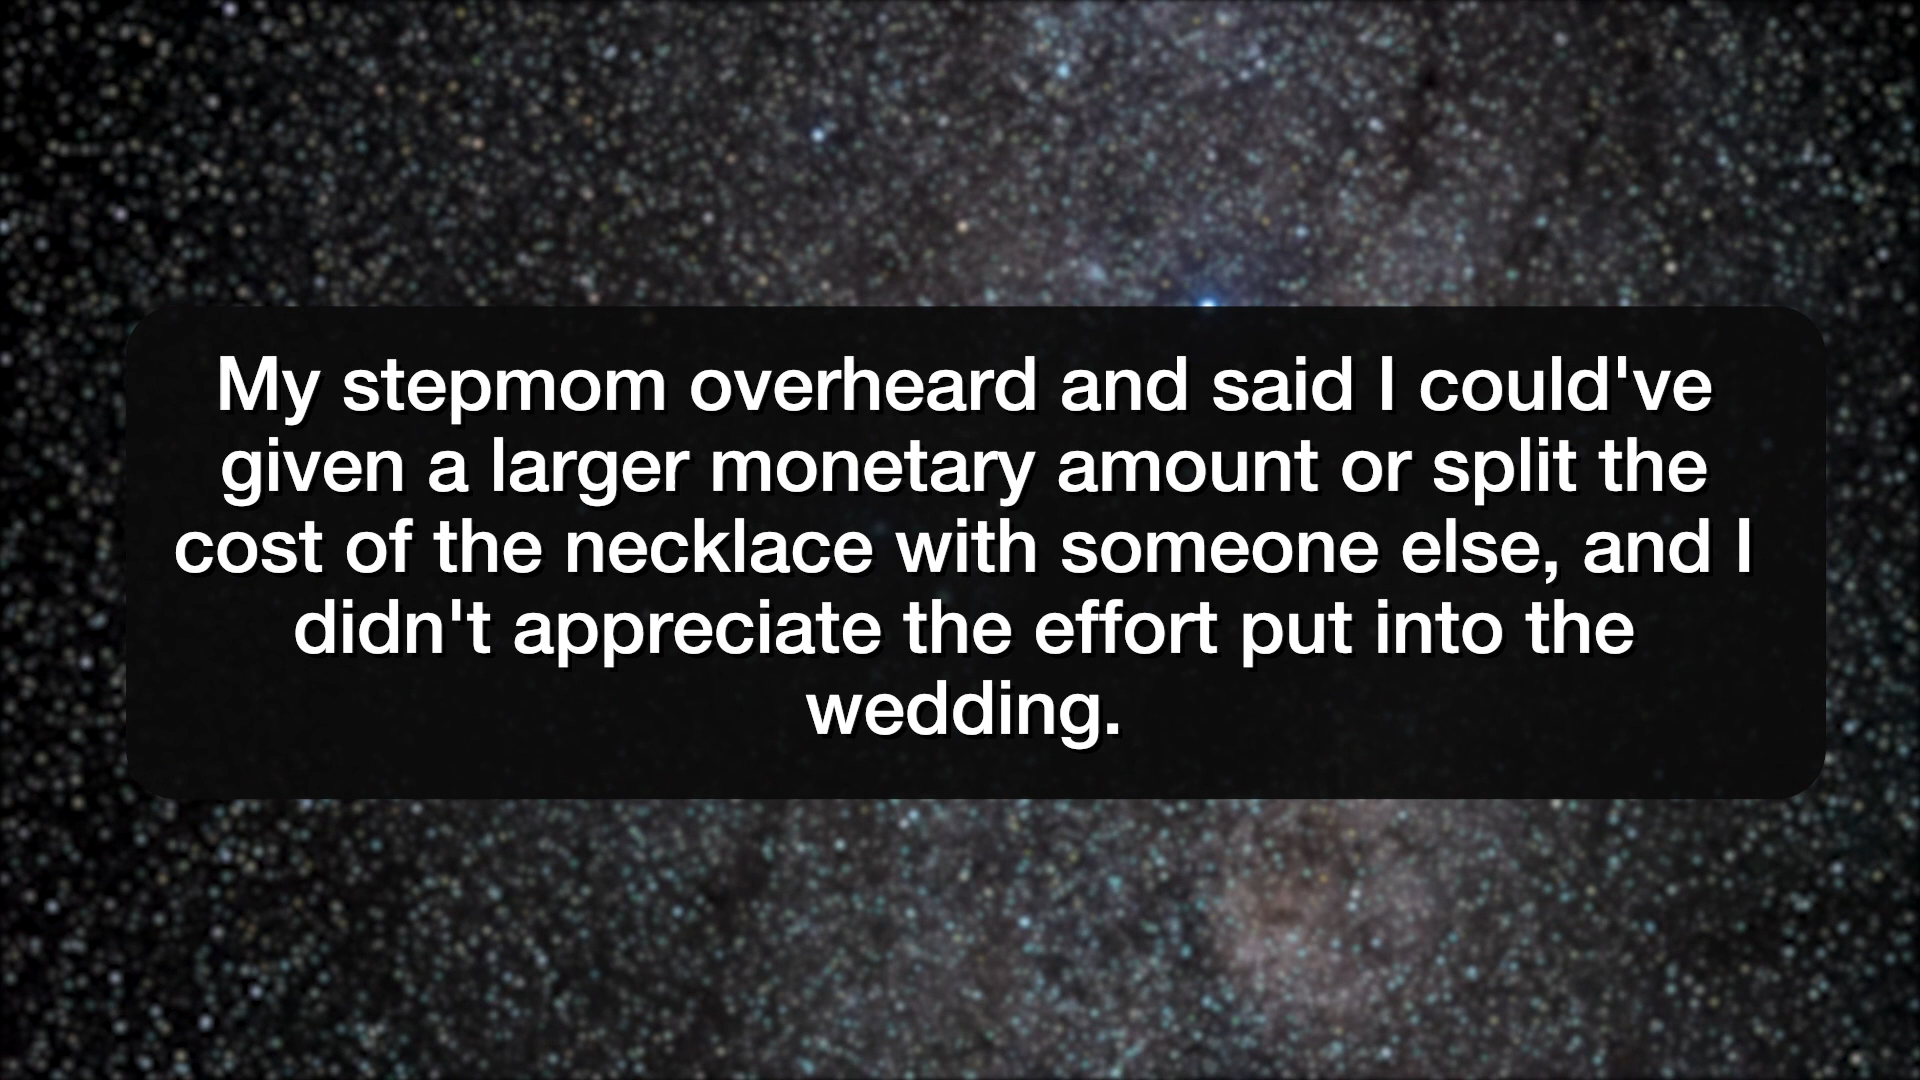 My stepmom overheard and said I could've
given a larger monetary amount or split the
cost of the necklace with someone else, and I
didn't appreciate the effort put into the
wedding.